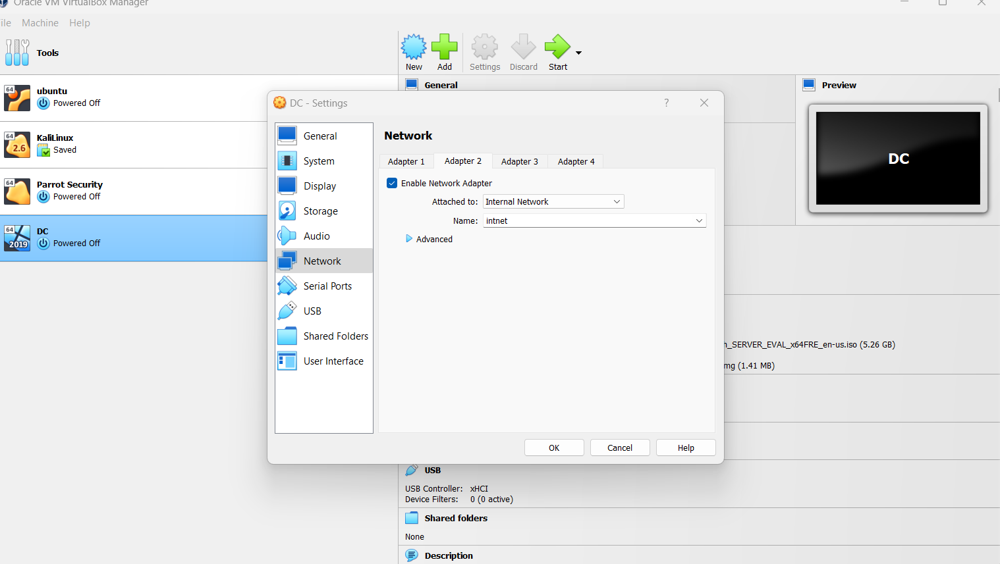 Oracle VM VirtualBox Manager
ile Machine Help
Tools
New Add Settings Discard Start
64
ubuntu
Powered Off
64
2.6
KaliLinux
Saved
64
Parrot Security
Powered Off
64
2019
DC
Powered Off
General
Preview
DC
DC - Settings ?
General
System
Display
Storage
Audio
Network
Serial Ports
USB
Shared Folders
User Interface
Network
Adapter 1 Adapter 2 Adapter 3 Adapter 4
Enable Network Adapter
Attached to: Internal Network
Name: intnet
Advanced
OK Cancel Help
_SERVER_EVAL_x64FRE_en-us.iso (5.26 GB)
mg (1.41 MB)
USB
USB Controller: xHCI
Device Filters: 0 (0 active)
Shared folders
None
Description